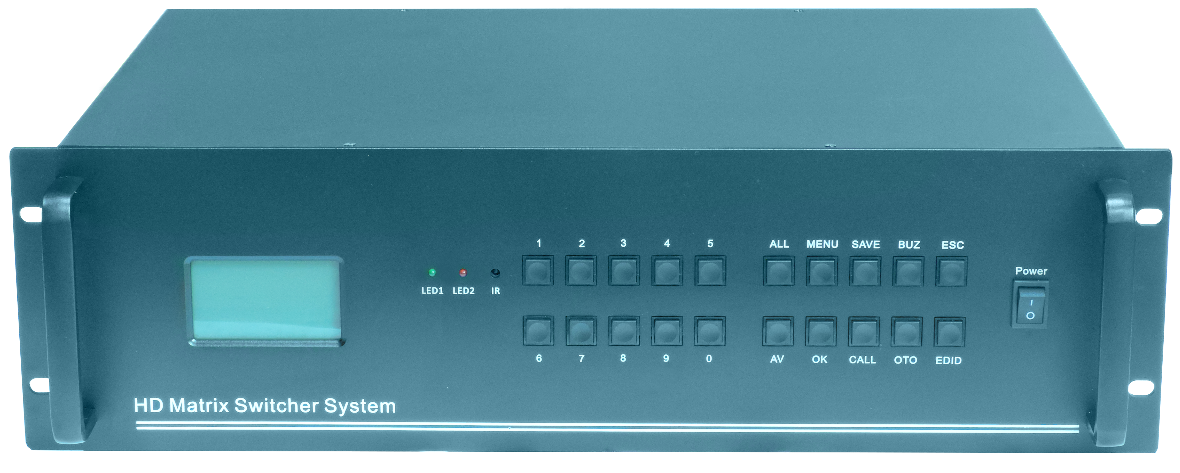 1 2 3 4 5 ALL MENU SAVE BUZ ESC
Power
LED1 LED2 IR
6 7 8 9 0 AV OK CALL OTO EDID
HD Matrix Switcher System